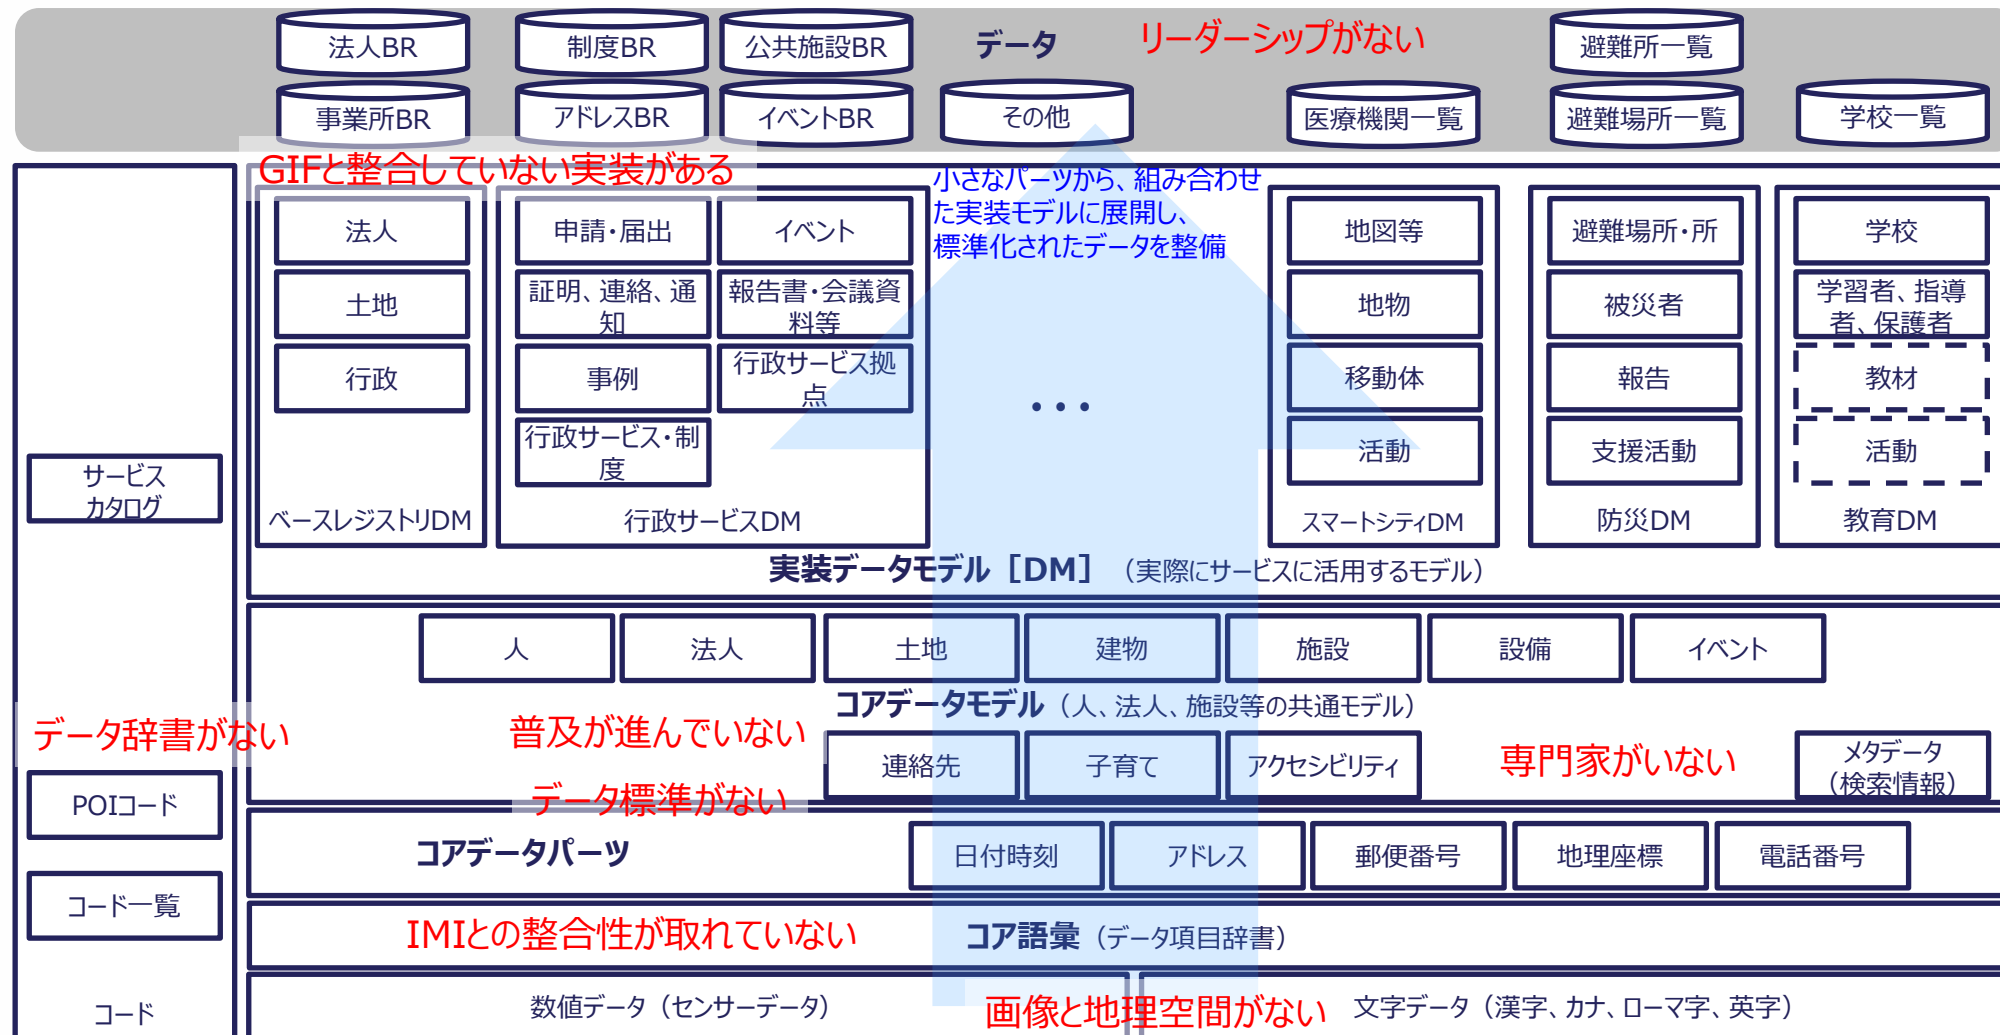 法人BR
制度BR
公共施設BR
データ
リーダーシップがない
避難所一覧
事業所BR
アドレスBR
イベントBR
その他
医療機関一覧
避難場所一覧
学校一覧
GIFと整合していない実装がある
小さなパーツから、組み合わせ
た実装モデルに展開し、
標準化されたデータを整備
法人
土地
行政
ベースレジストリDM
申請・届出
イベント
証明、連絡、通
知
報告書・会議資
料等
事例
行政サービス拠
点
行政サービス・制
度
行政サービスDM
・・・
地図等
地物
移動体
活動
スマートシティDM
避難場所・所
被災者
報告
支援活動
防災DM
学校
学習者、指導
者、保護者
教材
活動
教育DM
サービス
カタログ
実装データモデル［DM］（実際にサービスに活用するモデル）
人
法人
土地
建物
施設
設備
イベント
コアデータモデル（人、法人、施設等の共通モデル）
データ辞書がない
普及が進んでいない
連絡先
子育て
アクセシビリティ
専門家がいない
メタデータ
（検索情報）
データ標準がない
POIコード
コアデータパーツ
日付時刻
アドレス
郵便番号
地理座標
電話番号
コード一覧
IMIとの整合性が取れていない
コア語彙（データ項目辞書）
コード
数値データ（センサーデータ）
画像と地理空間がない
文字データ（漢字、カナ、ローマ字、英字）